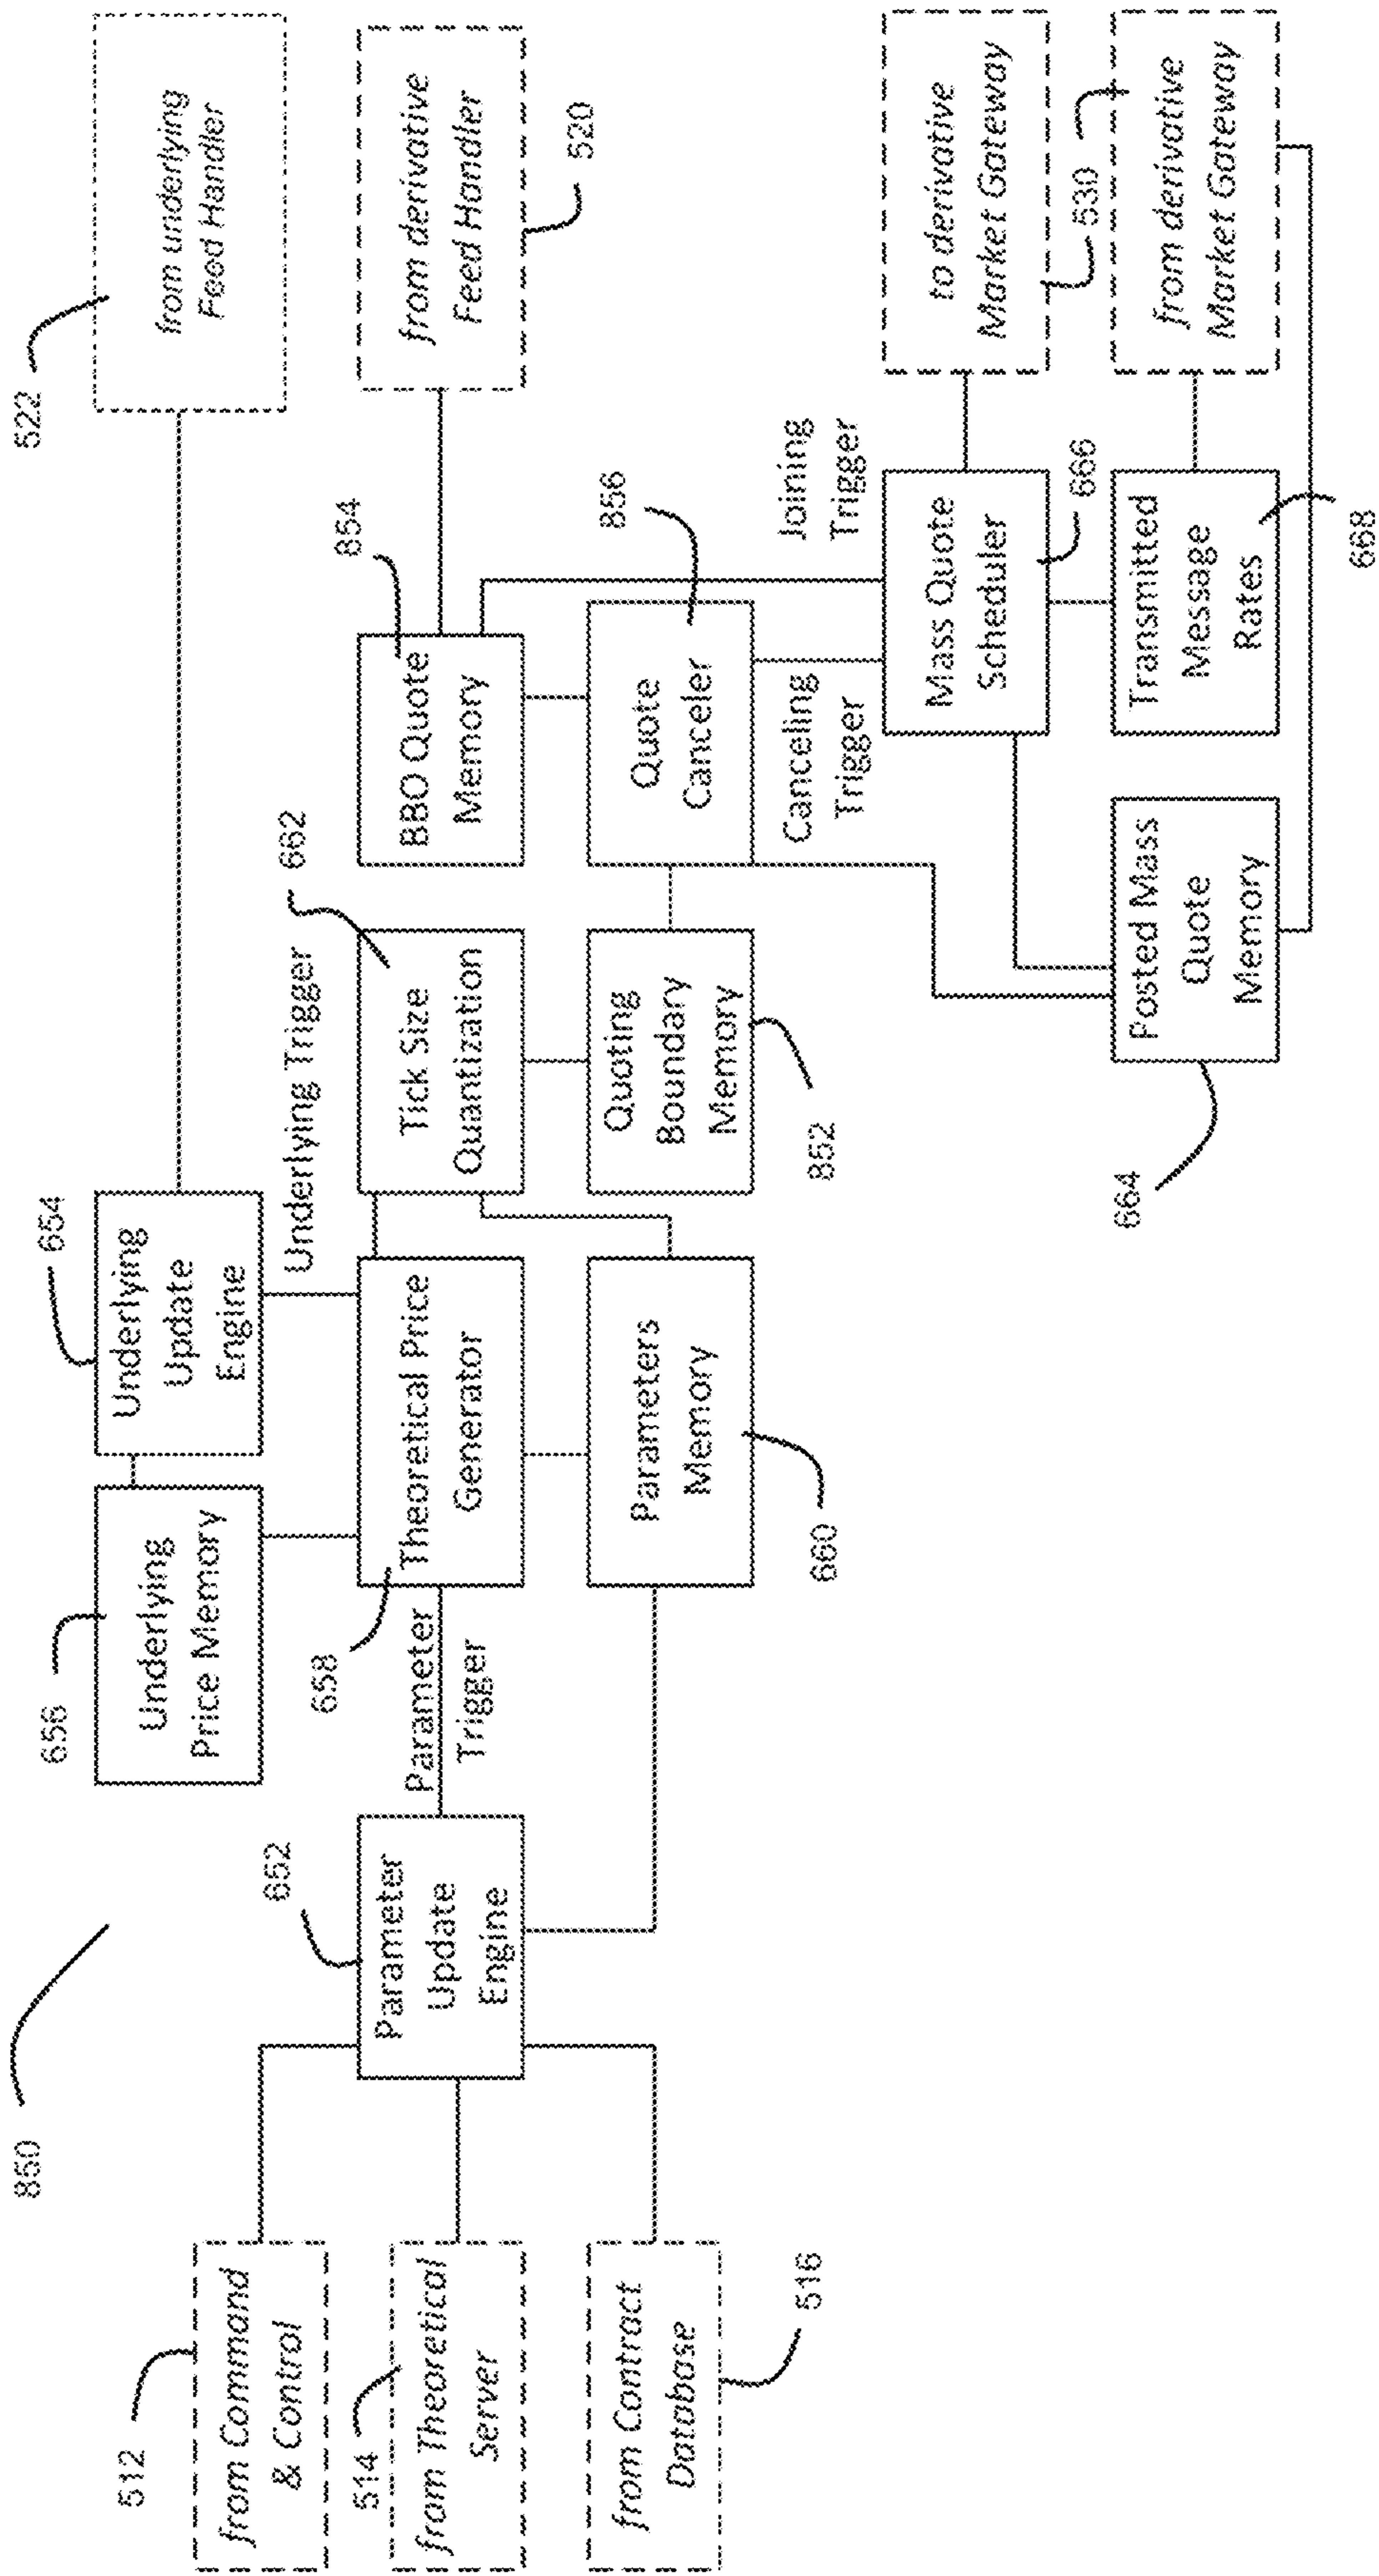 850
522
656
654
Underlying
Price Memory
Underlying
Update
Engine
from underlying
Feed Handler
512
from Command
& Control
652
658
Underlying Trigger
662
854
514
from Theoretical
Server
Parameter
Update
Engine
Parameter
Trigger
Theoretical Price
Generator
Tick Size
Quantization
BBO Quote
Memory
from derivative
Feed Handler
520
from Contract
Database
516
Parameters
Memory
660
Quoting
Boundary
Memory
852
Quote
Canceler
856
Canceling
Trigger
Joining
Trigger
Mass Quote
Scheduler
666
to derivative
Market Gateway
530
664
Posted Mass
Quote
Memory
Transmitted
Message
Rates
668
from derivative
Market Gateway